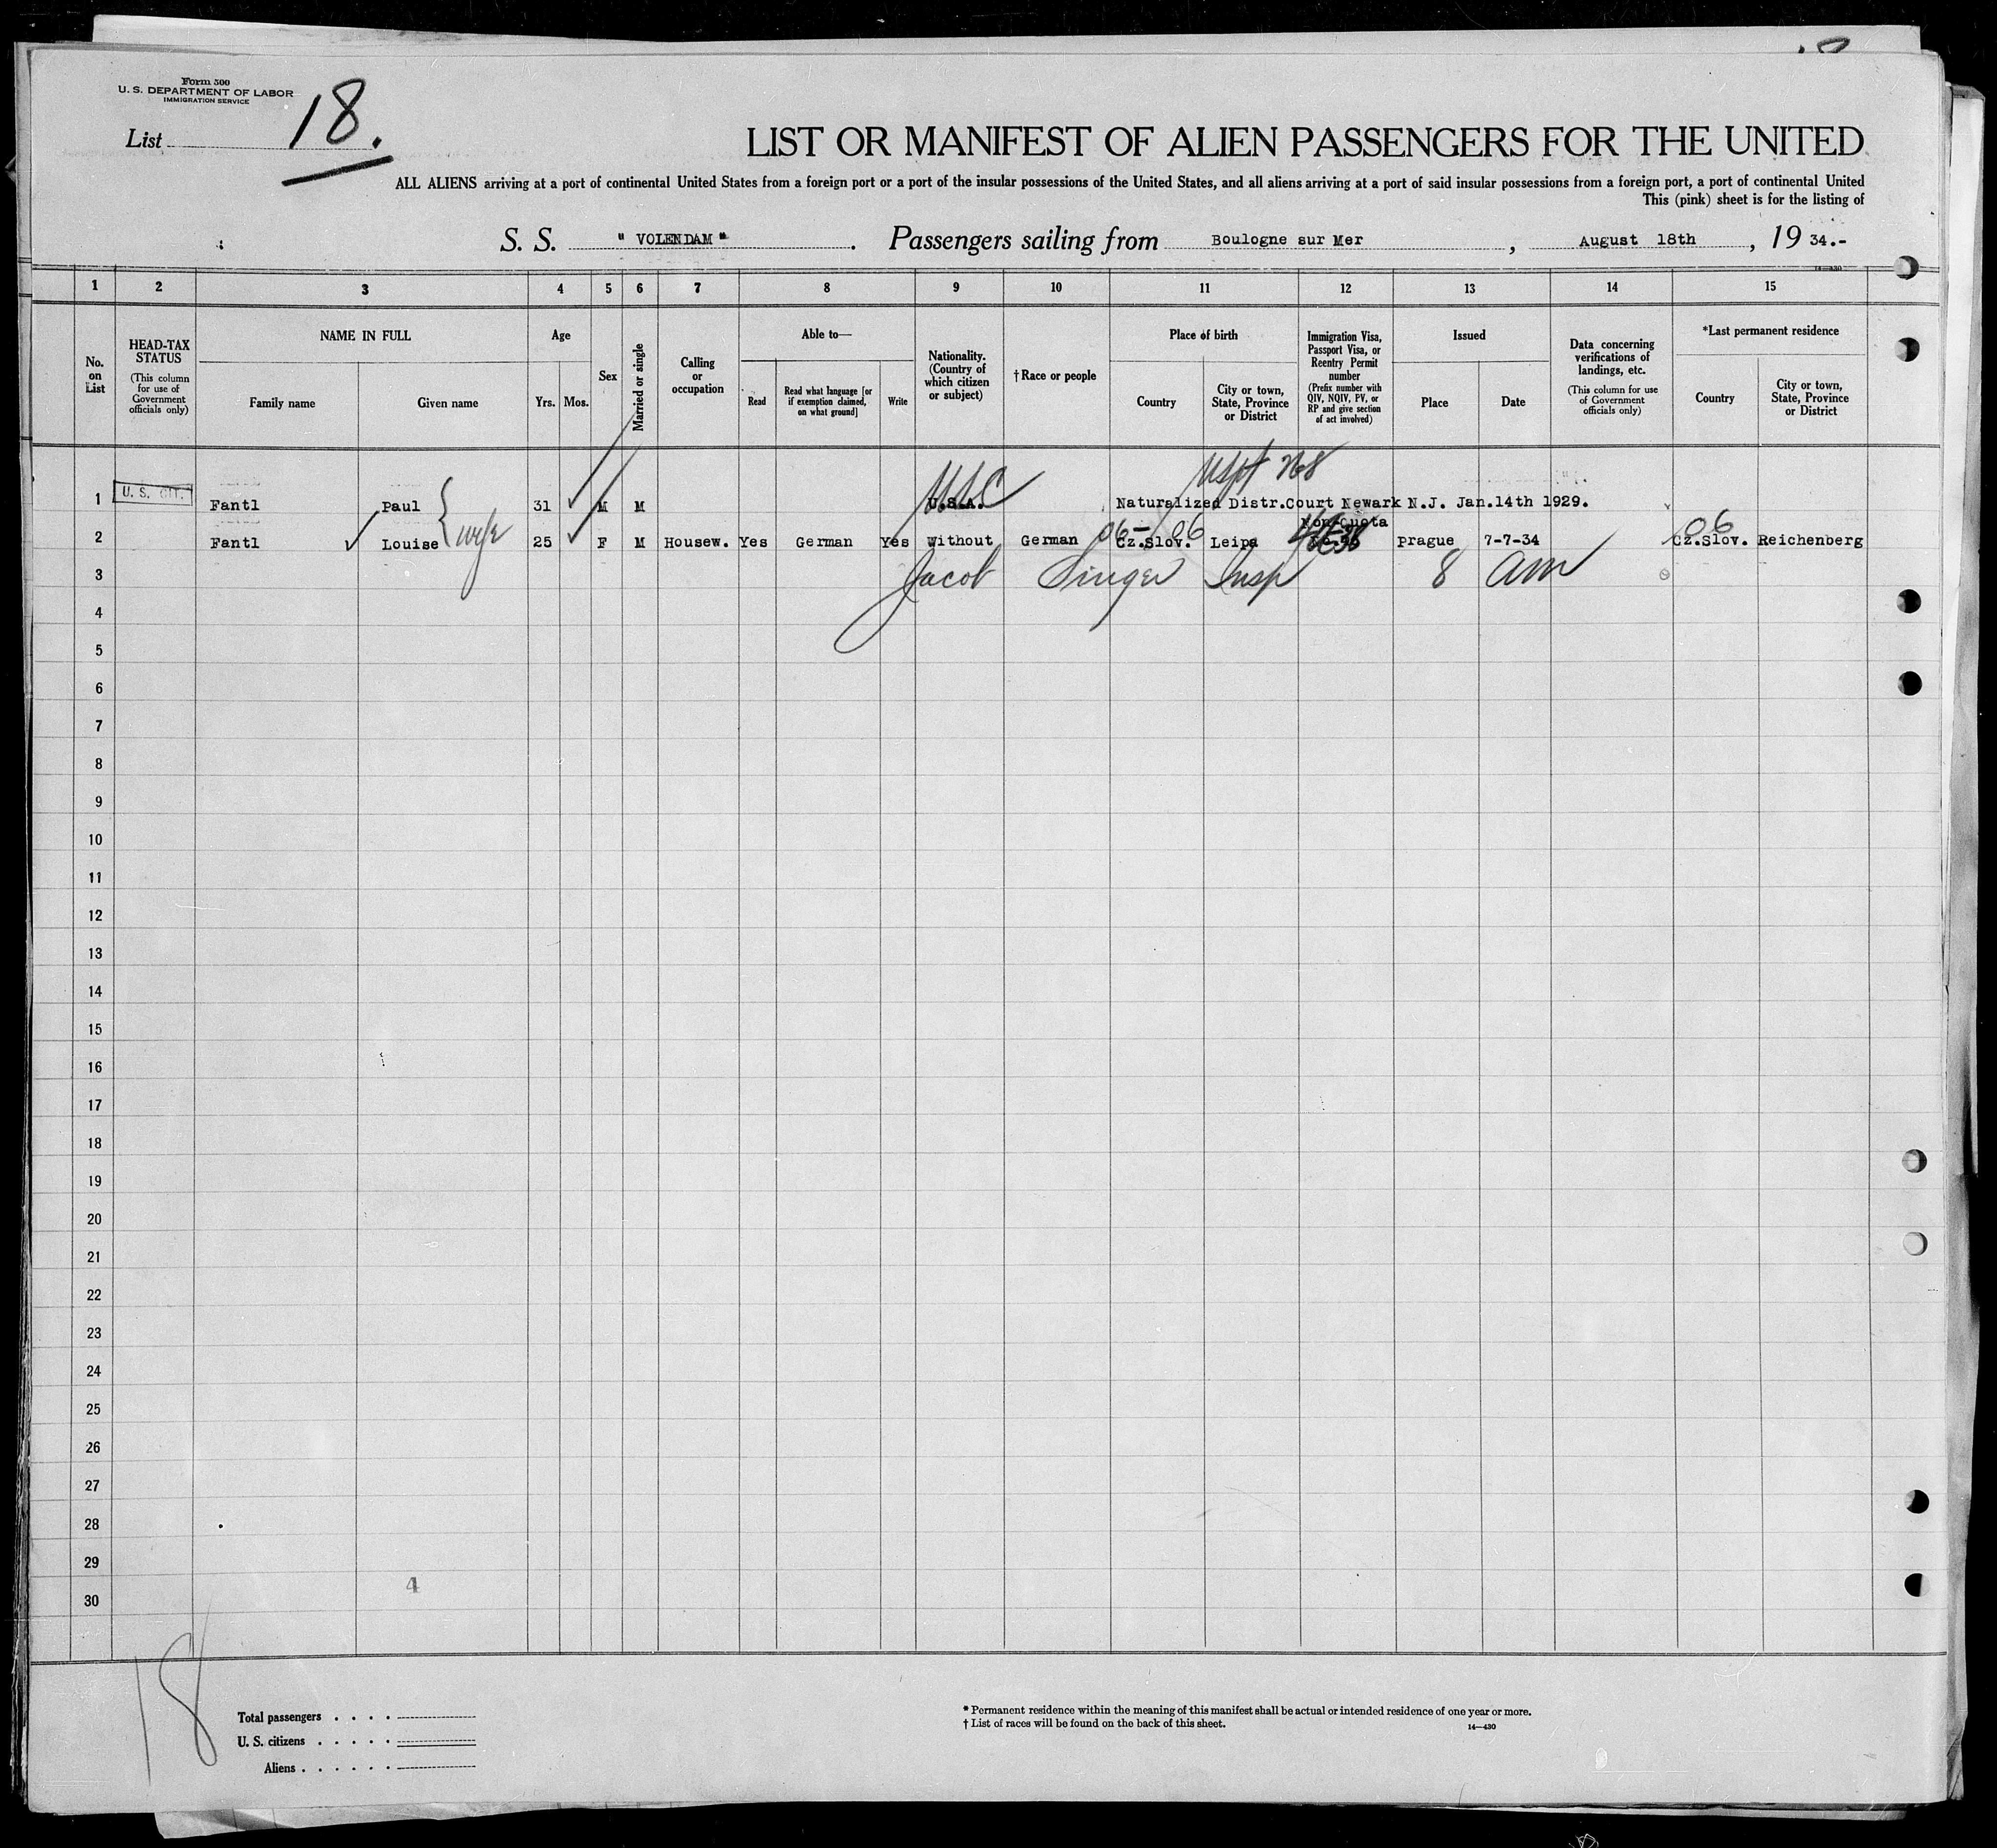 Form 500
U. S. DEPARTMENT OF LABOR
IMMIGRATION SERVICE
List 18.
LIST OR MANIFEST OF ALIEN PASSENGERS FOR THE UNITED
ALL ALIENS arriving at a port of continental United States from a foreign port or a port of the insular possessions of the United States, and all aliens arriving at a port of said insular possessions from a foreign port, a port of continental United
This (pink) sheet is for the listing of
S. S. " VOLENDAM " . Passengers sailing from Boulogne sur Mer , August 18th , 19 34.-
14—430
1 2 3 4 5 6 7 8 9 10 11 12 13 14 15
No. on List
HEAD-TAX STATUS
(This column for use of Government officials only)
NAME IN FULL
Family name Given name
Age
Yrs. Mos.
Sex
Married or single
Calling or occupation
Able to—
Read
Read what language [or if exemption claimed, on what ground]
Write
Nationality. (Country of which citizen or subject)
†Race or people
Place of birth
Country
City or town, State, Province or District
Immigration Visa, Passport Visa, or Reentry Permit number
(Prefix number with QIV, NQIV, PV, or RP and give section of act involved)
Issued
Place Date
Data concerning verifications of landings, etc.
(This column for use of Government officials only)
*Last permanent residence
Country
City or town, State, Province or District
USC
1 U. S. CIT. Fantl Paul 31 M M U.S.A. Naturalized Distr.Court Newark N.J. Jan.14th 1929.
wife
Non-Quota
06 06 06
2 Fantl Louise 25 F M Housew. Yes German Yes without German Cz.Slov. Leipa Prague 7-7-34 Cz.Slov. Reichenberg
3 Jacob Singer Insp 8 am
4
5
6
7
8
9
10
11
12
13
14
15
16
17
18
19
20
21
22
23
24
25
26
27
28
29
4
30
18
Total passengers . . . .
U. S. citizens . . . . .
Aliens . . . . . .
* Permanent residence within the meaning of this manifest shall be actual or intended residence of one year or more.
† List of races will be found on the back of this sheet.
14—430